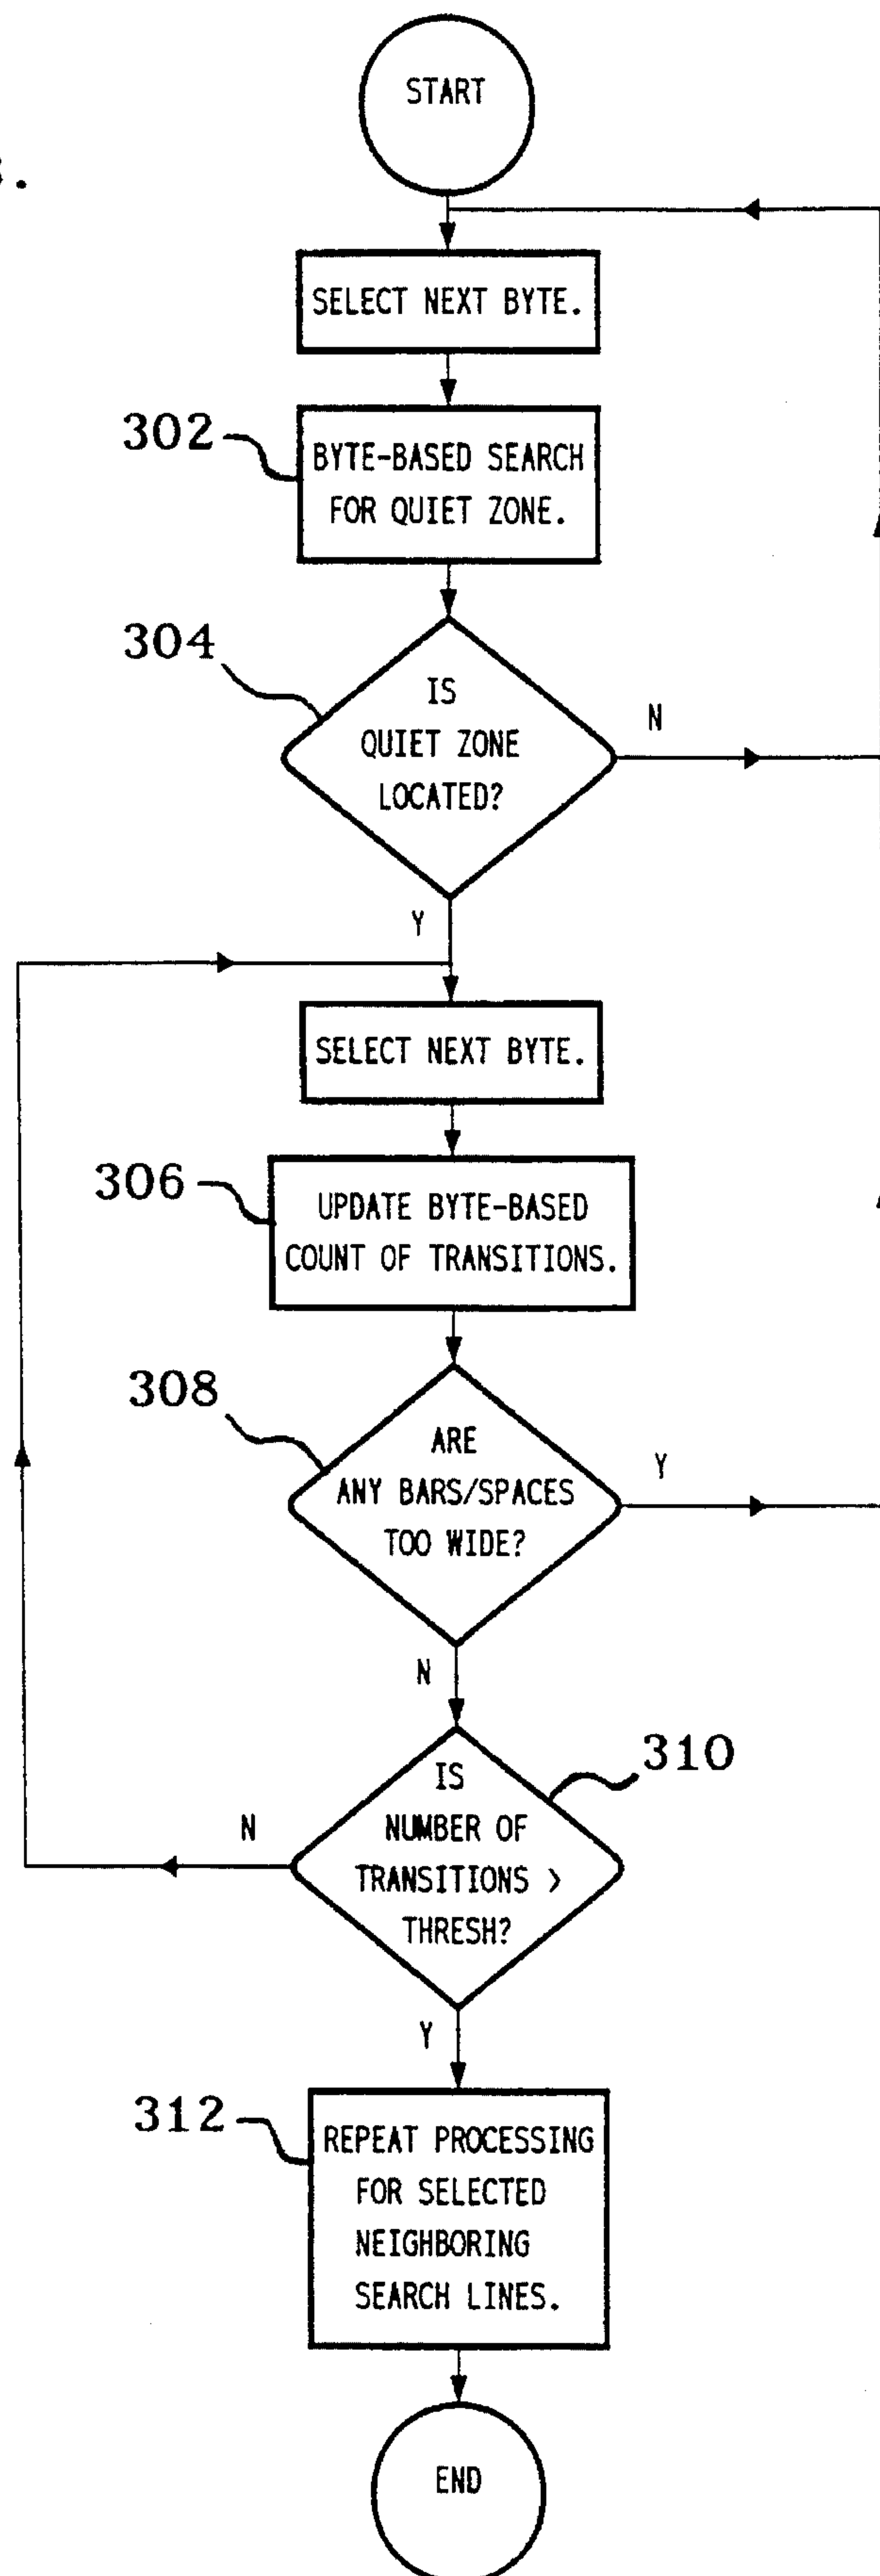 START
SELECT NEXT BYTE.
302
BYTE-BASED SEARCH
FOR QUIET ZONE.
304
IS
QUIET ZONE
LOCATED?
N
Y
SELECT NEXT BYTE.
306
UPDATE BYTE-BASED
COUNT OF TRANSITIONS.
308
ARE
ANY BARS/SPACES
TOO WIDE?
Y
N
310
IS
NUMBER OF
TRANSITIONS >
THRESH?
N
Y
312
REPEAT PROCESSING
FOR SELECTED
NEIGHBORING
SEARCH LINES.
END